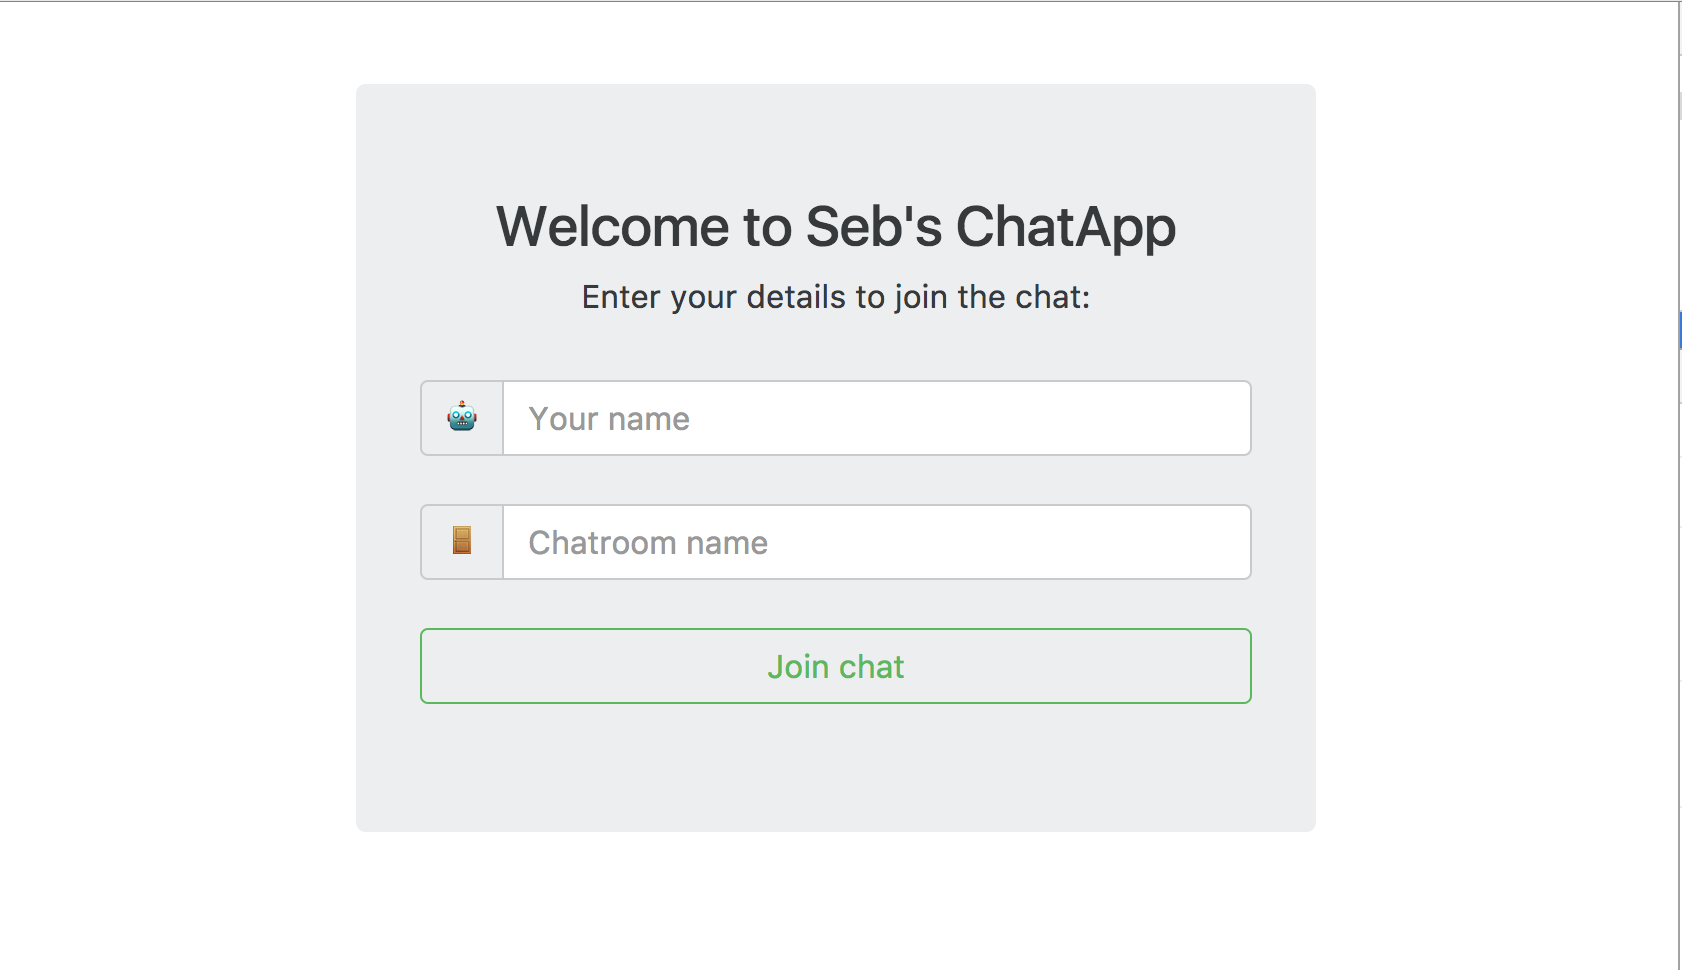 Welcome to Seb's ChatApp
Enter your details to join the chat:
Your name
Chatroom name
Join chat